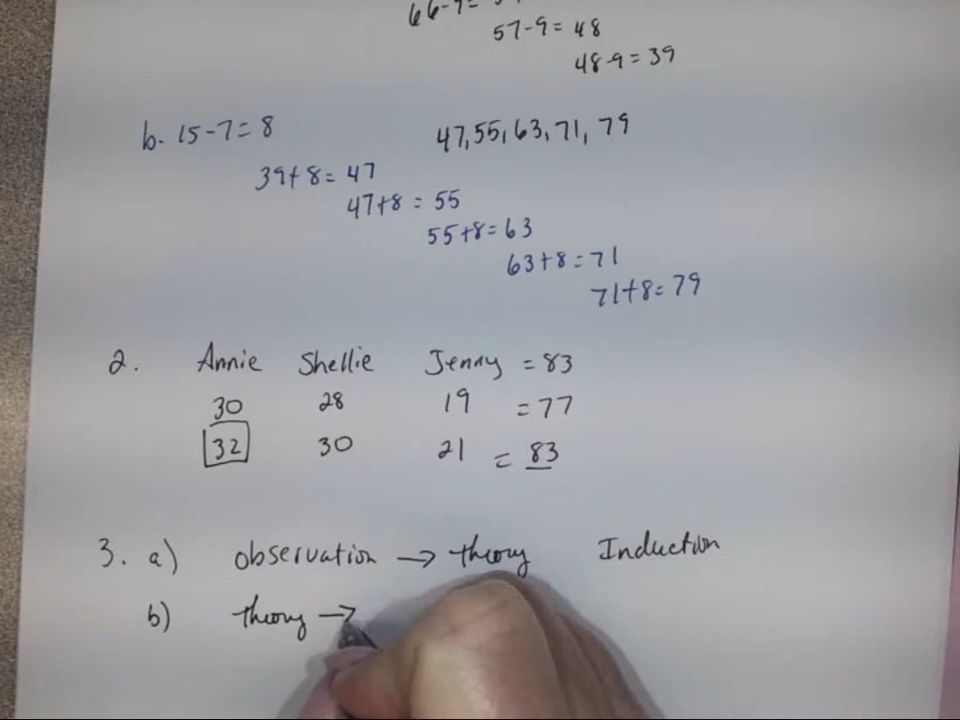 66-9=
57-9=48
48-9=39
b. 15-7=8 47,55,63,71,79
39+8=47
47+8=55
55+8=63
63+8=71
71+8=79
2. Annie Shellie Jenny =83
30 28 19 =77
32 30 21 =83
3. a) observation → theory Induction
b) theory →